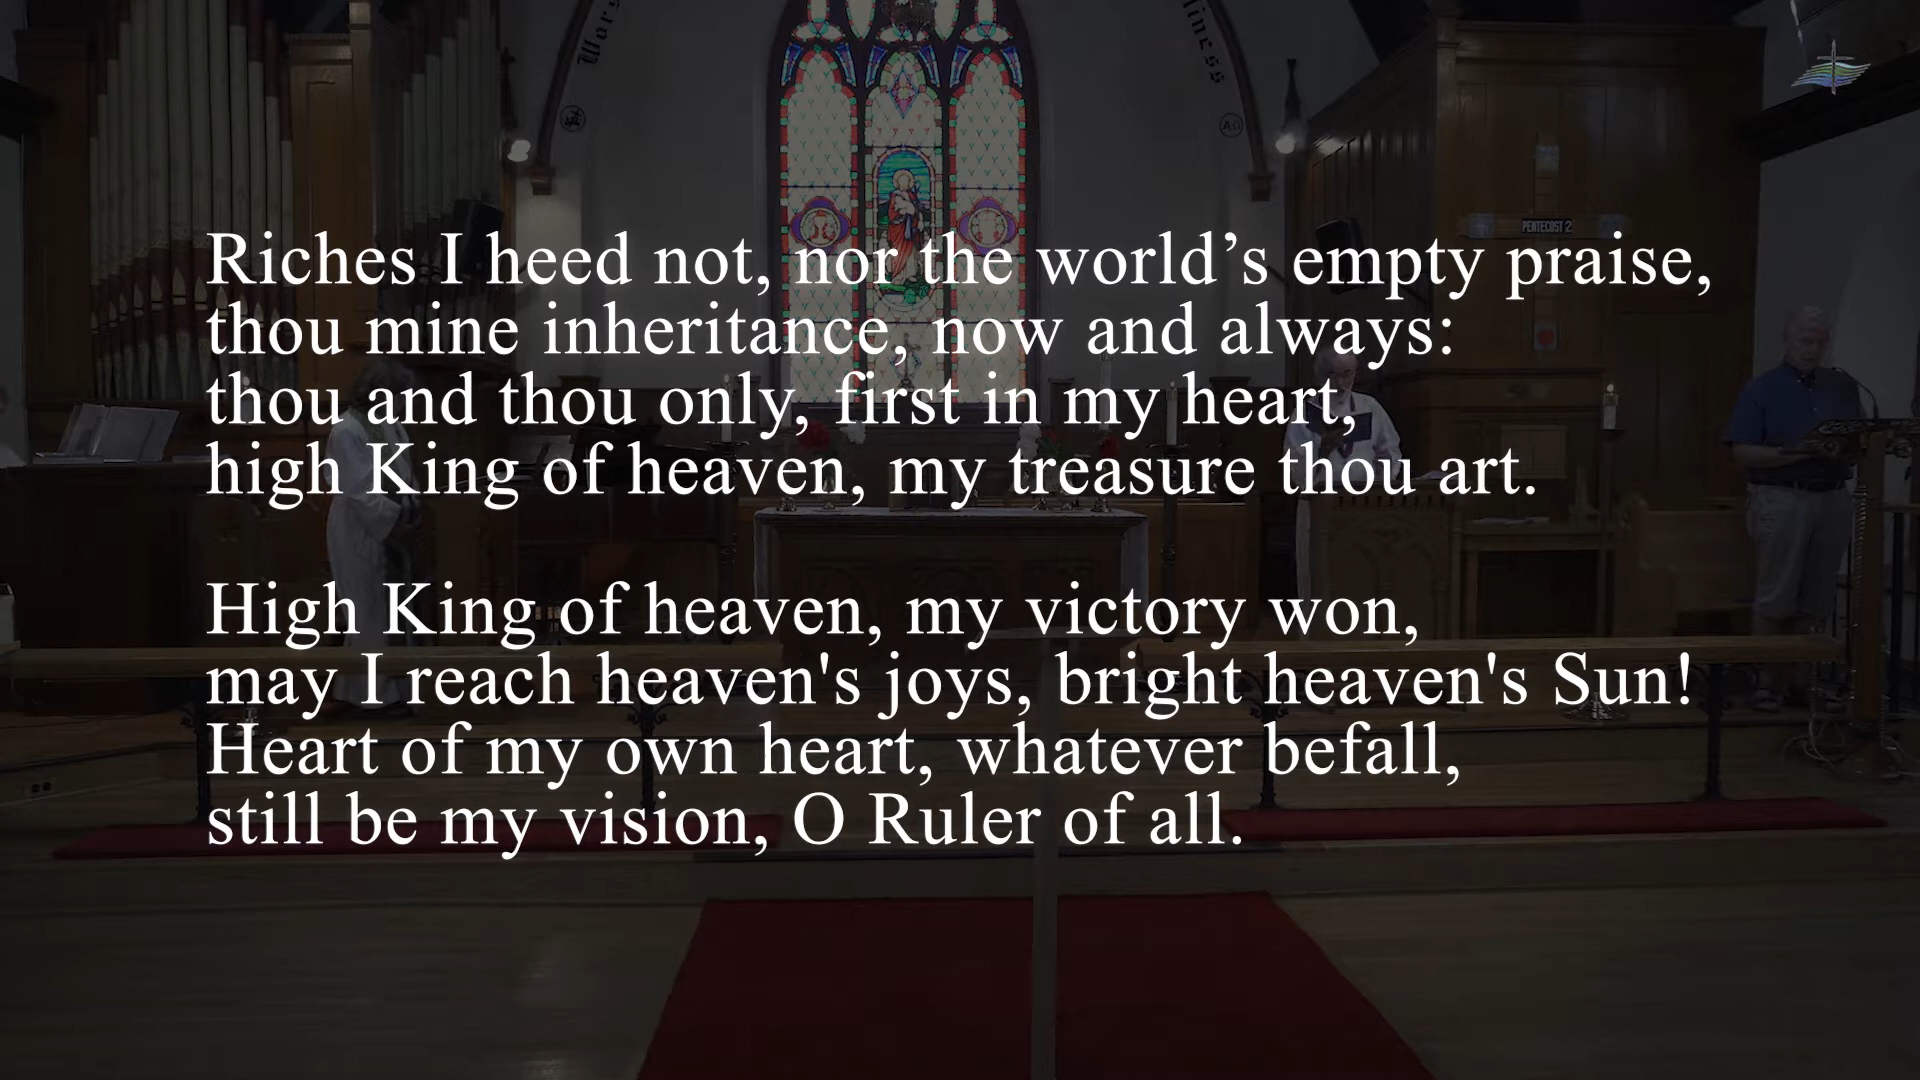 Wors
liness
ΑΩ
PENTECOST 2
Riches I heed not, nor the world’s empty praise,
thou mine inheritance, now and always:
thou and thou only, first in my heart,
high King of heaven, my treasure thou art.
High King of heaven, my victory won,
may I reach heaven's joys, bright heaven's Sun!
Heart of my own heart, whatever befall,
still be my vision, O Ruler of all.